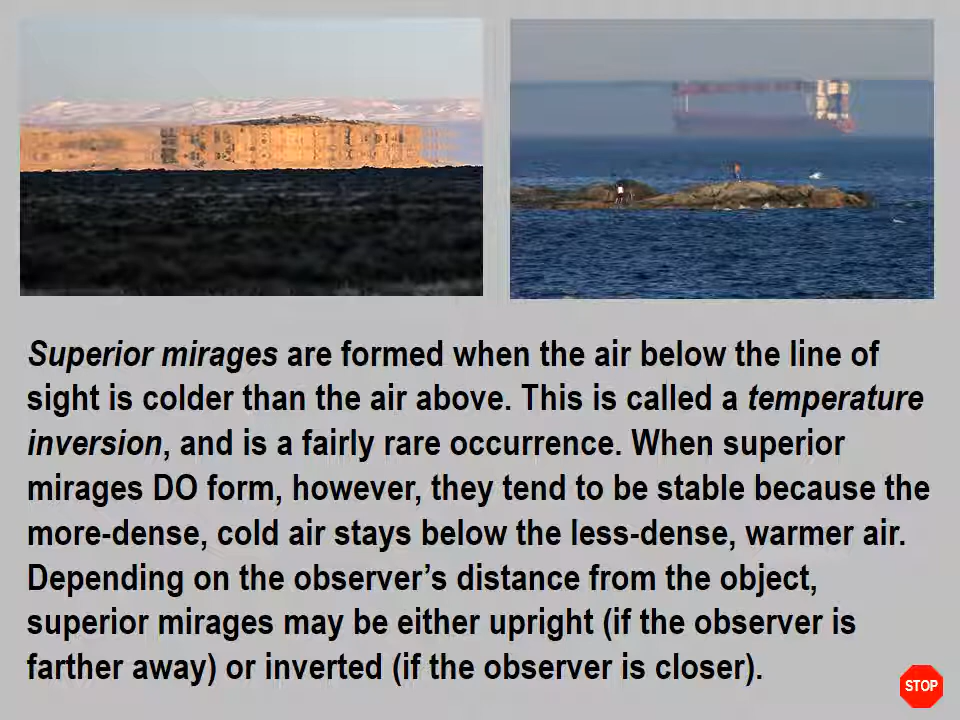 Superior mirages are formed when the air below the line of
sight is colder than the air above. This is called a temperature
inversion, and is a fairly rare occurrence. When superior
mirages DO form, however, they tend to be stable because the
more-dense, cold air stays below the less-dense, warmer air.
Depending on the observer’s distance from the object,
superior mirages may be either upright (if the observer is
farther away) or inverted (if the observer is closer).
STOP